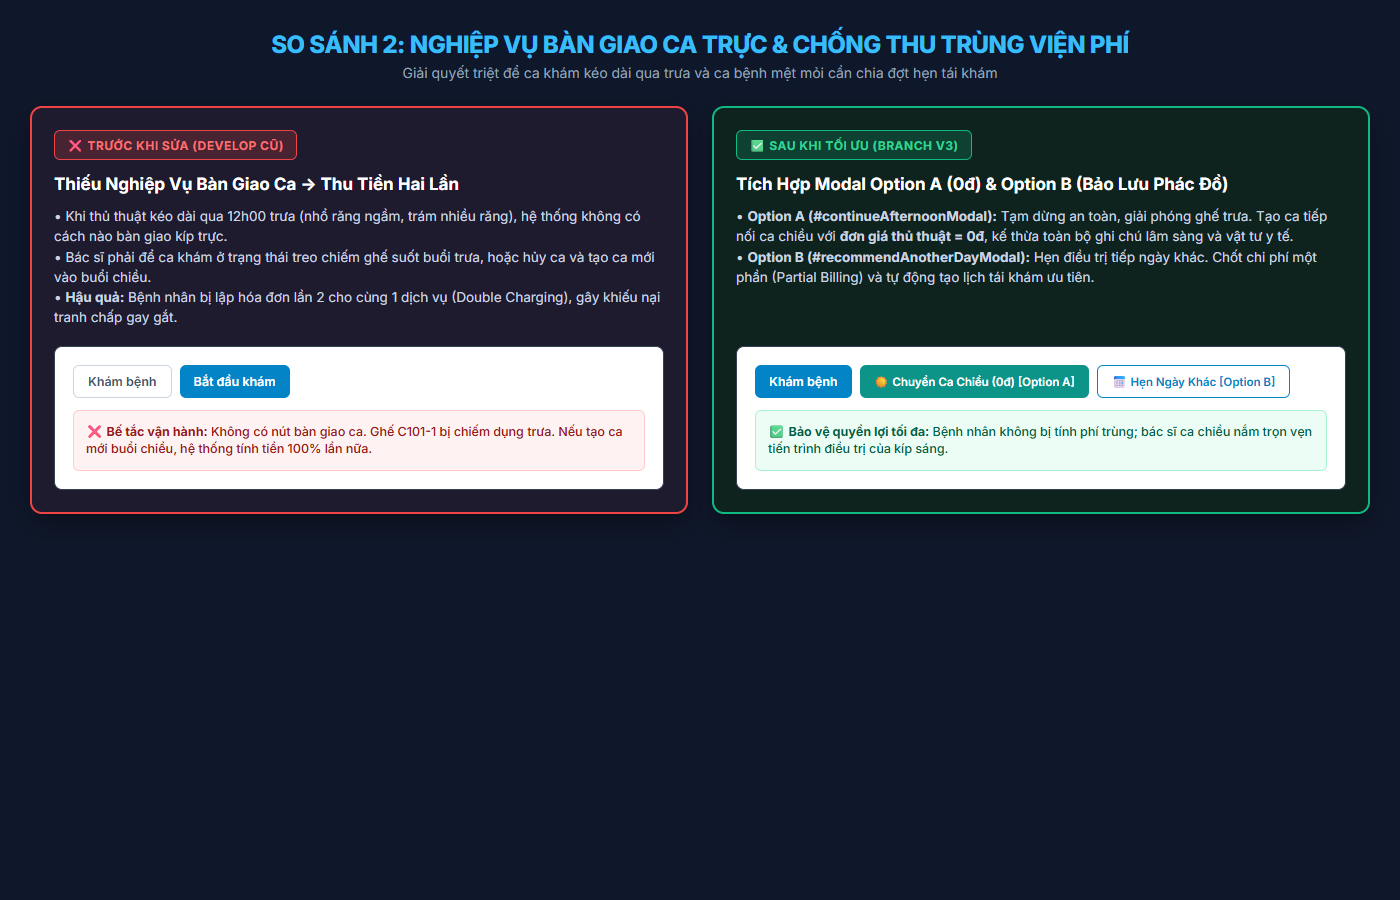 SO SÁNH 2: NGHIỆP VỤ BÀN GIAO CA TRỰC & CHỐNG THU TRÙNG VIỆN PHÍ
Giải quyết triệt để ca khám kéo dài qua trưa và ca bệnh mệt mỏi cần chia đợt hẹn tái khám
❌ TRƯỚC KHI SỬA (DEVELOP CŨ)
Thiếu Nghiệp Vụ Bàn Giao Ca → Thu Tiền Hai Lần
• Khi thủ thuật kéo dài qua 12h00 trưa (nhổ răng ngầm, trám nhiều răng), hệ thống không có
cách nào bàn giao kíp trực.
• Bác sĩ phải để ca khám ở trạng thái treo chiếm ghế suốt buổi trưa, hoặc hủy ca và tạo ca mới
vào buổi chiều.
• Hậu quả: Bệnh nhân bị lập hóa đơn lần 2 cho cùng 1 dịch vụ (Double Charging), gây khiếu nại
tranh chấp gay gắt.
Khám bệnh
Bắt đầu khám
❌ Bế tắc vận hành: Không có nút bàn giao ca. Ghế C101-1 bị chiếm dụng trưa. Nếu tạo ca
mới buổi chiều, hệ thống tính tiền 100% lần nữa.
✅ SAU KHI TỐI ƯU (BRANCH V3)
Tích Hợp Modal Option A (0đ) & Option B (Bảo Lưu Phác Đồ)
• Option A (#continueAfternoonModal): Tạm dừng an toàn, giải phóng ghế trưa. Tạo ca tiếp
nối ca chiều với đơn giá thủ thuật = 0đ, kế thừa toàn bộ ghi chú lâm sàng và vật tư y tế.
• Option B (#recommendAnotherDayModal): Hẹn điều trị tiếp ngày khác. Chốt chi phí một
phần (Partial Billing) và tự động tạo lịch tái khám ưu tiên.
Khám bệnh
Chuyển Ca Chiều (0đ) [Option A]
Hẹn Ngày Khác [Option B]
✅ Bảo vệ quyền lợi tối đa: Bệnh nhân không bị tính phí trùng; bác sĩ ca chiều nắm trọn vẹn
tiến trình điều trị của kíp sáng.